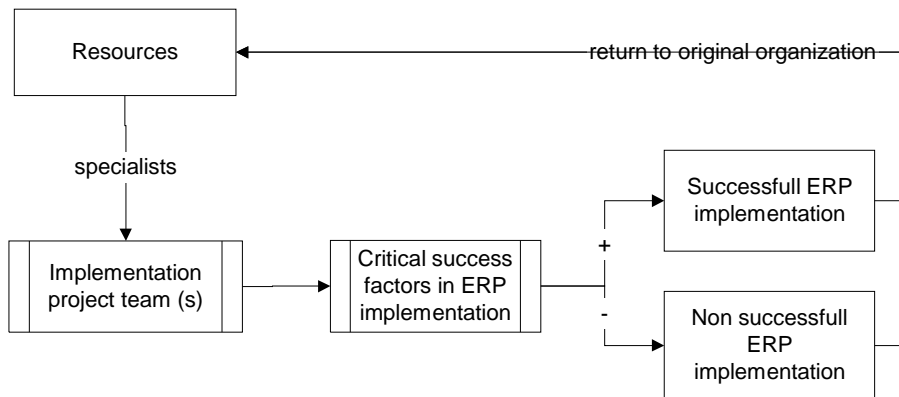 Resources
return to original organization
specialists
Successfull ERP
implementation
+
Implementation
project team (s)
Critical success
factors in ERP
implementation
-
Non successfull
ERP
implementation